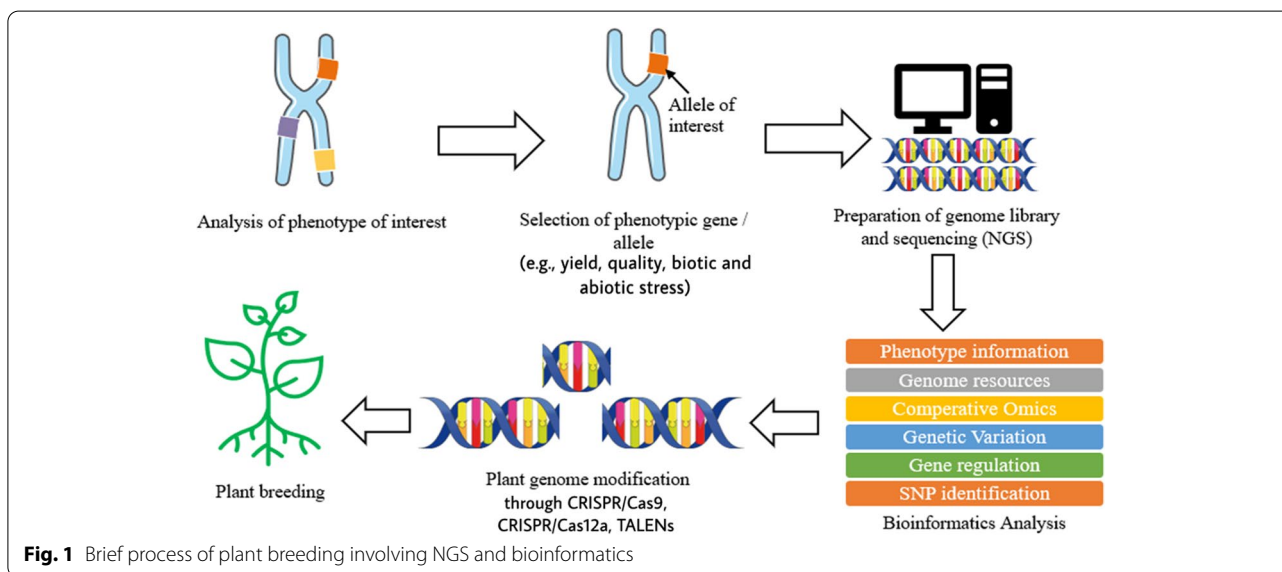 Allele of
interest
Analysis of phenotype of interest
Selection of phenotypic gene /
allele
(e.g., yield, quality, biotic and
abiotic stress)
Preparation of genome library
and sequencing (NGS)
Phenotype information
Genome resources
Comperative Omics
Genetic Variation
Gene regulation
SNP identification
Bioinformatics Analysis
Plant genome modification
through CRISPR/Cas9,
CRISPR/Cas12a, TALENs
Plant breeding
Fig. 1 Brief process of plant breeding involving NGS and bioinformatics